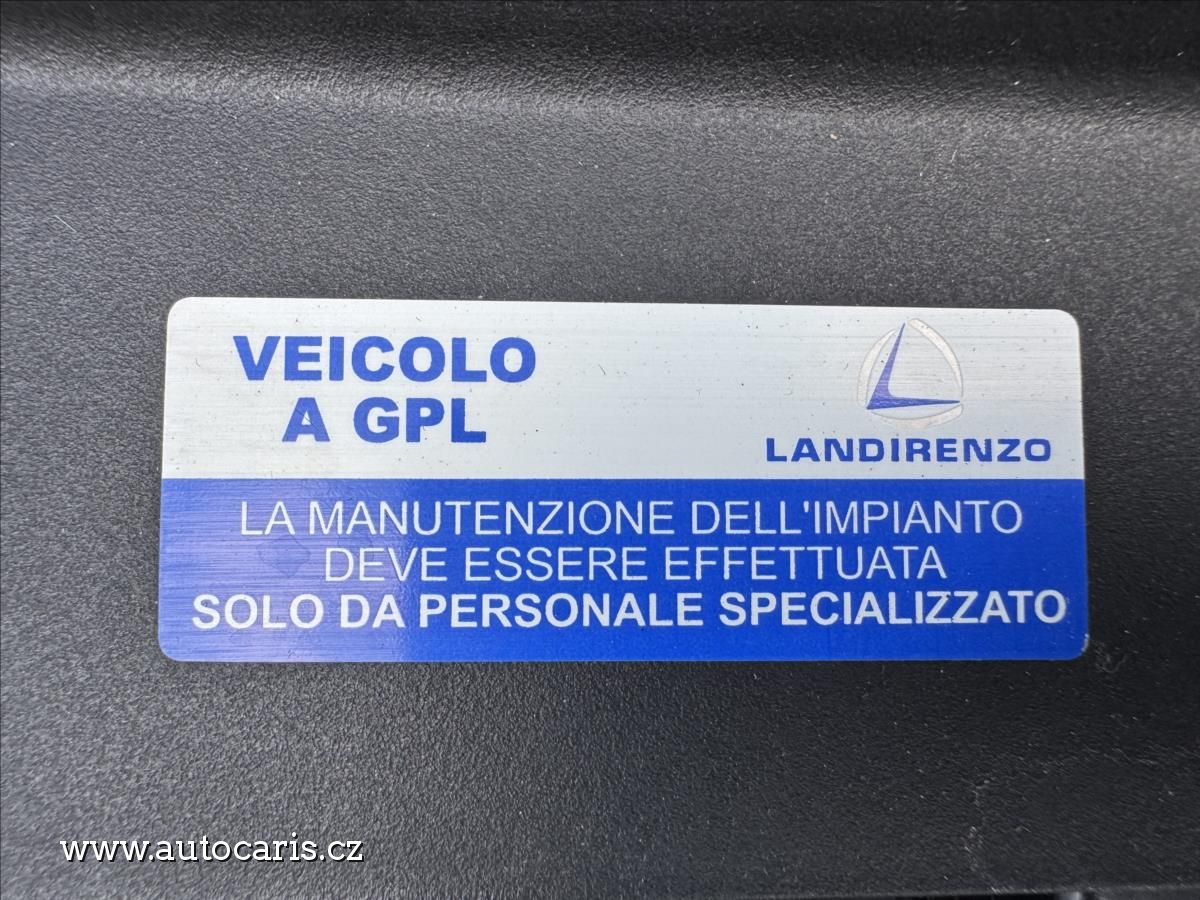 VEICOLO
A GPL
LANDIRENZO
LA MANUTENZIONE DELL'IMPIANTO
DEVE ESSERE EFFETTUATA
SOLO DA PERSONALE SPECIALIZZATO
www.autocaris.cz